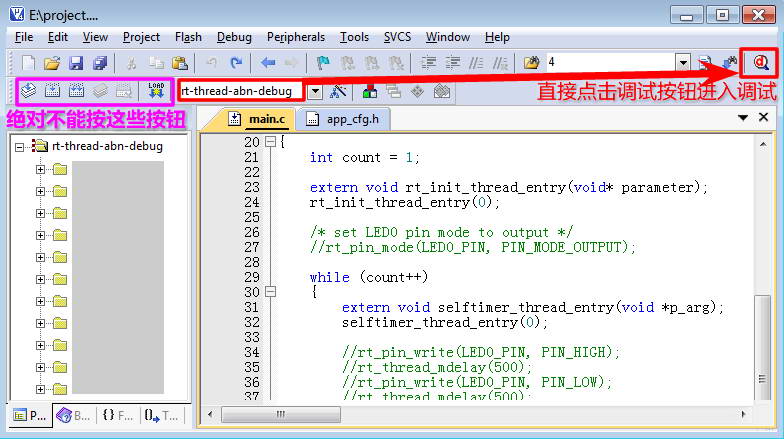 E:\project....
File Edit View Project Flash Debug Peripherals Tools SVCS Window Help
4
LOAD
rt-thread-abn-debug
直接点击调试按钮进入调试
绝对不能按这些按钮
main.c
app_cfg.h
rt-thread-abn-debug
20 {
21 int count = 1;
22
23 extern void rt_init_thread_entry(void* parameter);
24 rt_init_thread_entry(0);
25
26 /* set LED0 pin mode to output */
27 //rt_pin_mode(LED0_PIN, PIN_MODE_OUTPUT);
28
29 while (count++)
30 {
31 extern void selftimer_thread_entry(void *p_arg);
32 selftimer_thread_entry(0);
33
34 //rt_pin_write(LED0_PIN, PIN_HIGH);
35 //rt_thread_mdelay(500);
36 //rt_pin_write(LED0_PIN, PIN_LOW);
37 //rt_thread_mdelay(500);
P... B... {} F... 0. T...